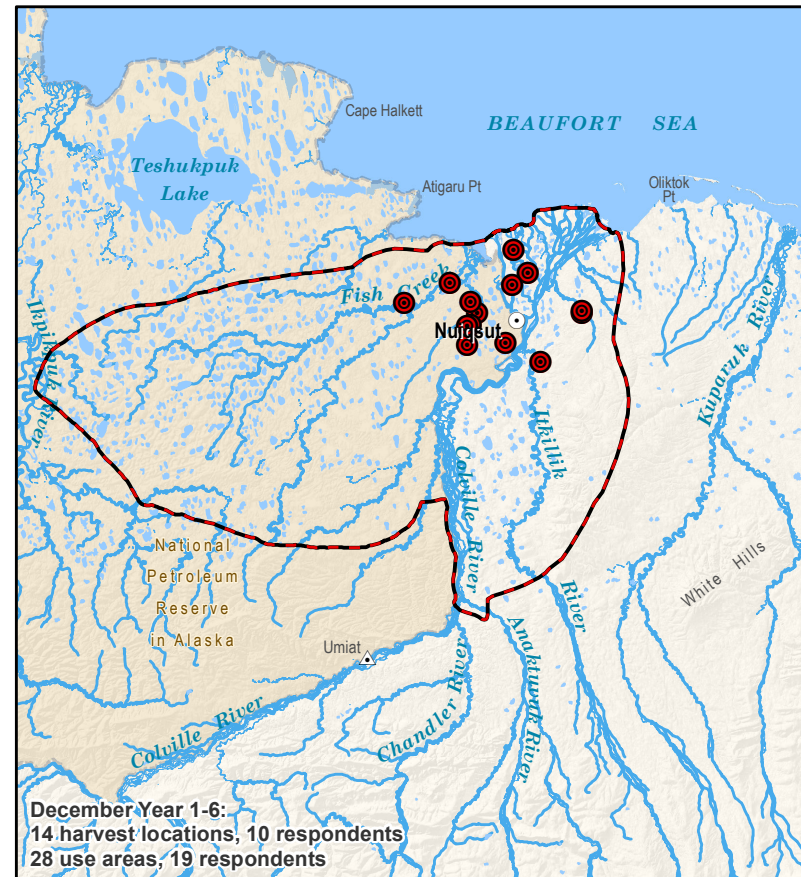 Cape Halkett
BEAUFORT SEA
Teshukpuk
Lake
Atigaru Pt
Oliktok
Pt
Fish Creek
Ikpikpuk River
Nuiqsut
Kuparuk River
Itkillik
River
Colville River
National
Petroleum
Reserve
in Alaska
White Hills
Umiat
Anaktuvuk River
Chandler River
Colville River
December Year 1-6:
14 harvest locations, 10 respondents
28 use areas, 19 respondents